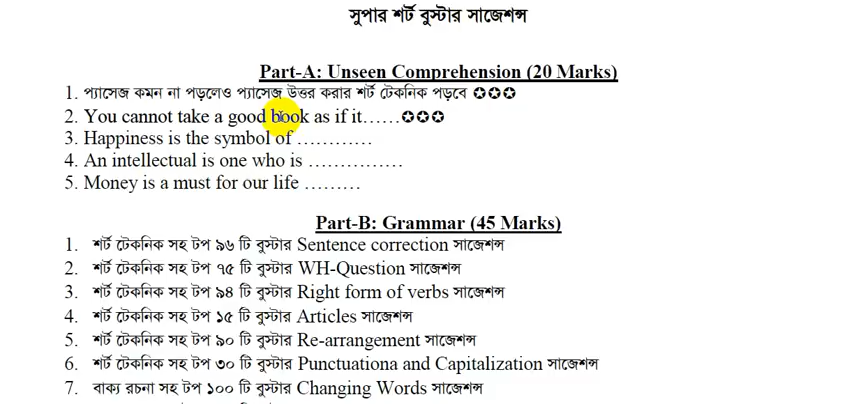 সুপার শর্ট বুস্টার সাজেশন্স
Part-A: Unseen Comprehension (20 Marks)
1. প্যাসেজ কমন না পড়লেও প্যাসেজ উত্তর করার শর্ট টেকনিক পড়বে ✪✪✪
2. You cannot take a good book as if it……✪✪✪
3. Happiness is the symbol of …………
4. An intellectual is one who is ……………
5. Money is a must for our life ………
Part-B: Grammar (45 Marks)
1. শর্ট টেকনিক সহ টপ ৯৬ টি বুস্টার Sentence correction সাজেশন্স
2. শর্ট টেকনিক সহ টপ ৭৫ টি বুস্টার WH-Question সাজেশন্স
3. শর্ট টেকনিক সহ টপ ৯৪ টি বুস্টার Right form of verbs সাজেশন্স
4. শর্ট টেকনিক সহ টপ ১৫ টি বুস্টার Articles সাজেশন্স
5. শর্ট টেকনিক সহ টপ ৯০ টি বুস্টার Re-arrangement সাজেশন্স
6. শর্ট টেকনিক সহ টপ ৩০ টি বুস্টার Punctuationa and Capitalization সাজেশন্স
7. বাক্য রচনা সহ টপ ১০০ টি বুস্টার Changing Words সাজেশন্স